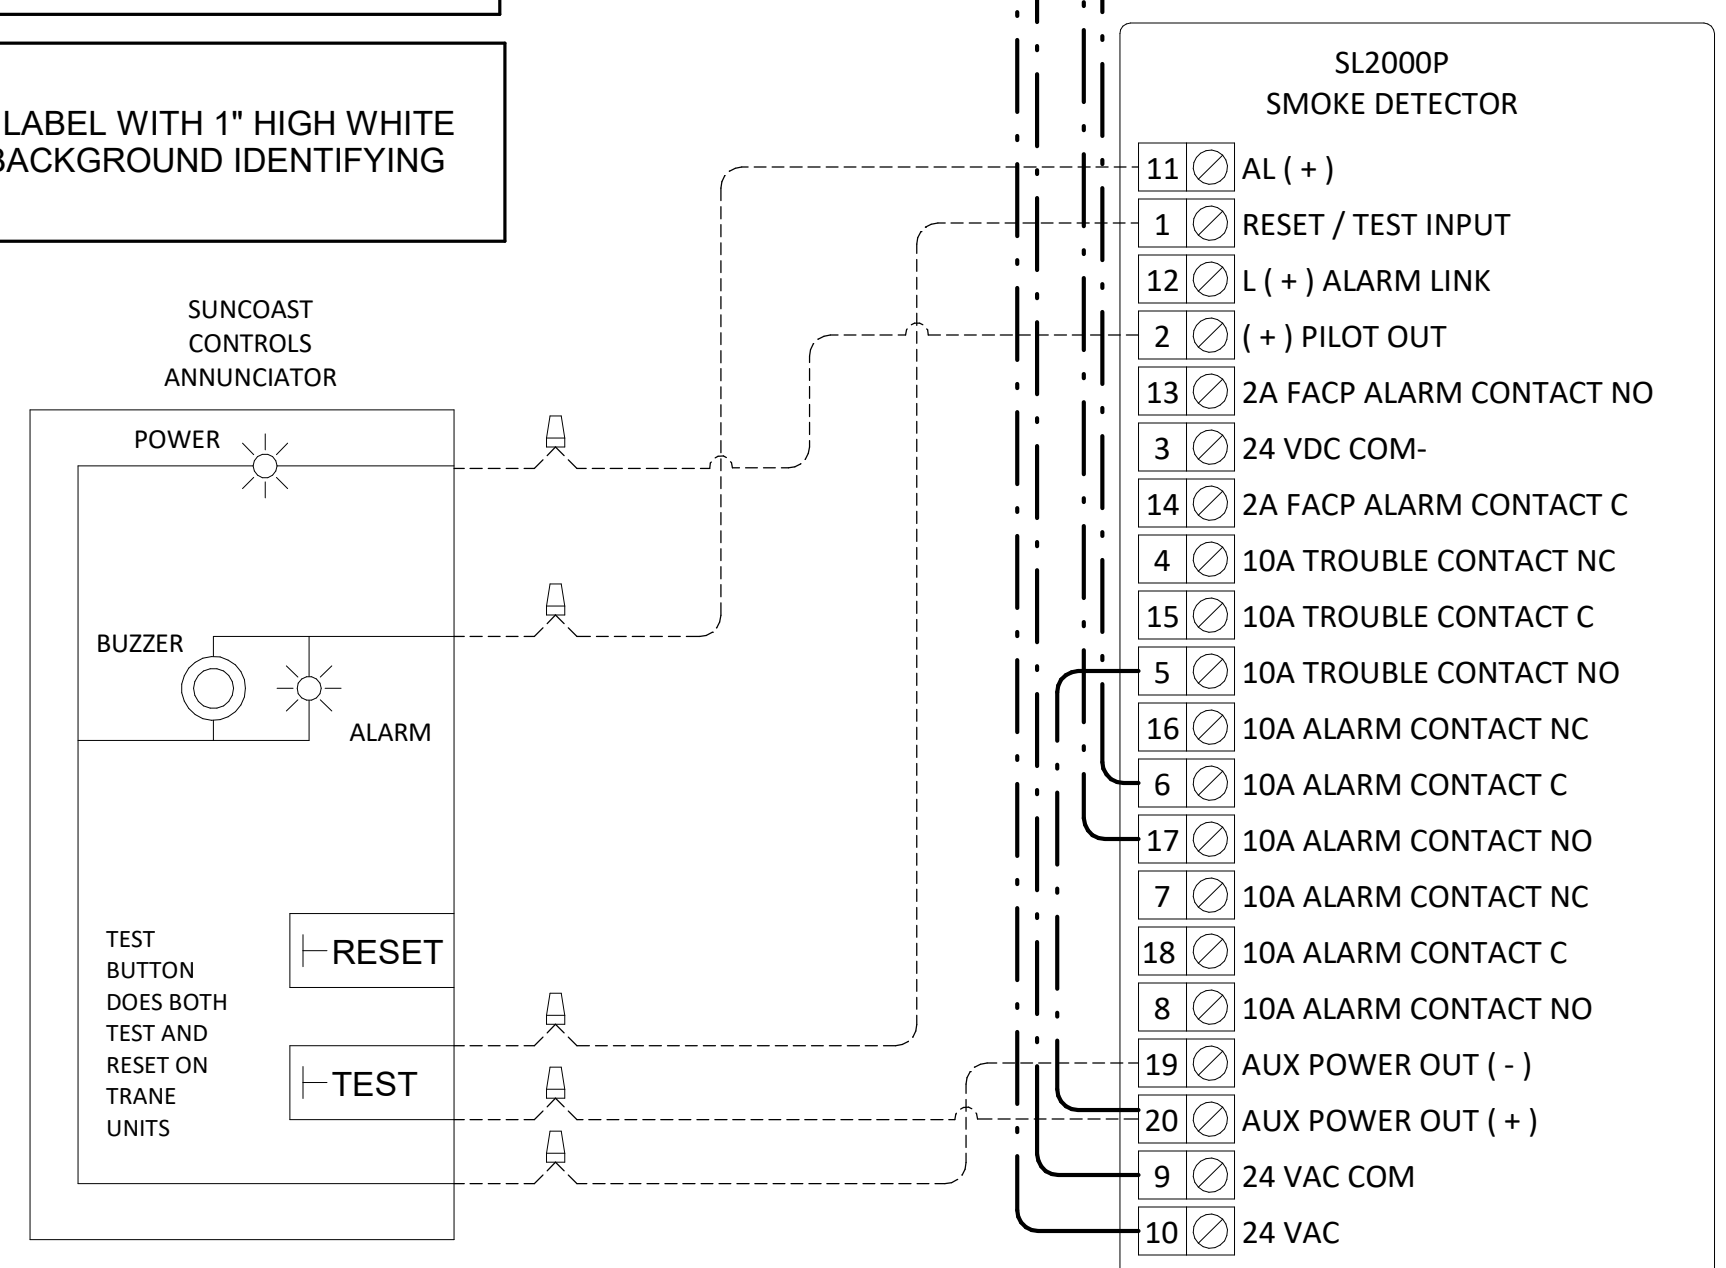 LABEL WITH 1" HIGH WHITE
BACKGROUND IDENTIFYING
SUNCOAST
CONTROLS
ANNUNCIATOR
POWER
BUZZER
ALARM
RESET
TEST
BUTTON
DOES BOTH
TEST AND
RESET ON
TRANE
UNITS
TEST
SL2000P
SMOKE DETECTOR
11 AL ( + )
1 RESET / TEST INPUT
12 L ( + ) ALARM LINK
2 ( + ) PILOT OUT
13 2A FACP ALARM CONTACT NO
3 24 VDC COM-
14 2A FACP ALARM CONTACT C
4 10A TROUBLE CONTACT NC
15 10A TROUBLE CONTACT C
5 10A TROUBLE CONTACT NO
16 10A ALARM CONTACT NC
6 10A ALARM CONTACT C
17 10A ALARM CONTACT NO
7 10A ALARM CONTACT NC
18 10A ALARM CONTACT C
8 10A ALARM CONTACT NO
19 AUX POWER OUT ( - )
20 AUX POWER OUT ( + )
9 24 VAC COM
10 24 VAC